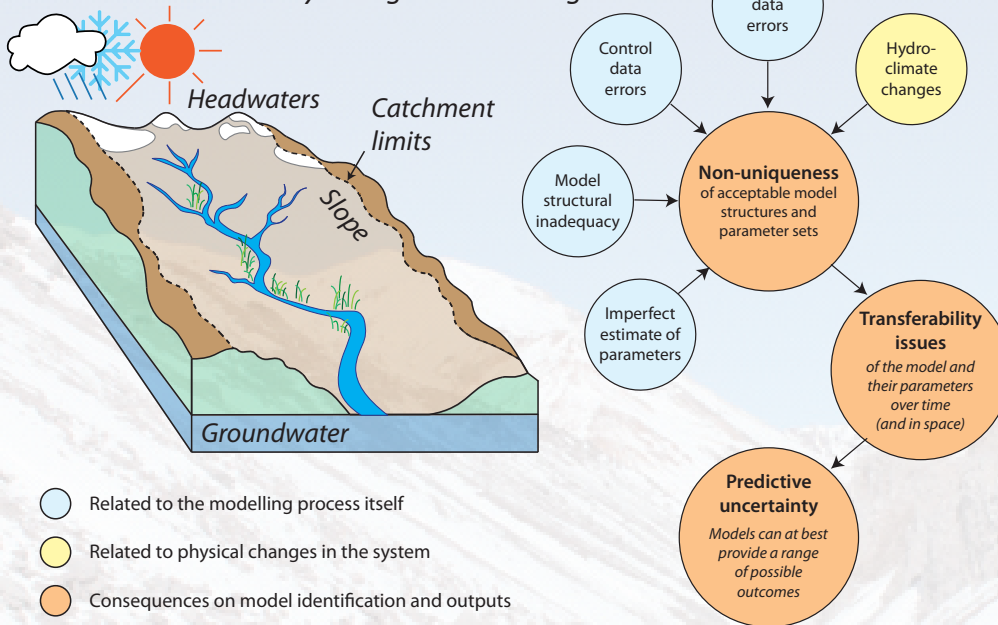 Headwaters
Catchment
limits
Slope
Groundwater
Related to the modelling process itself
Related to physical changes in the system
Consequences on model identification and outputs
data
errors
Control
data
errors
Hydro-
climate
changes
Model
structural
inadequacy
Non-uniqueness
of acceptable model
structures and
parameter sets
Imperfect
estimate of
parameters
Transferability
issues
of the model and
their parameters
over time
(and in space)
Predictive
uncertainty
Models can at best
provide a range
of possible
outcomes